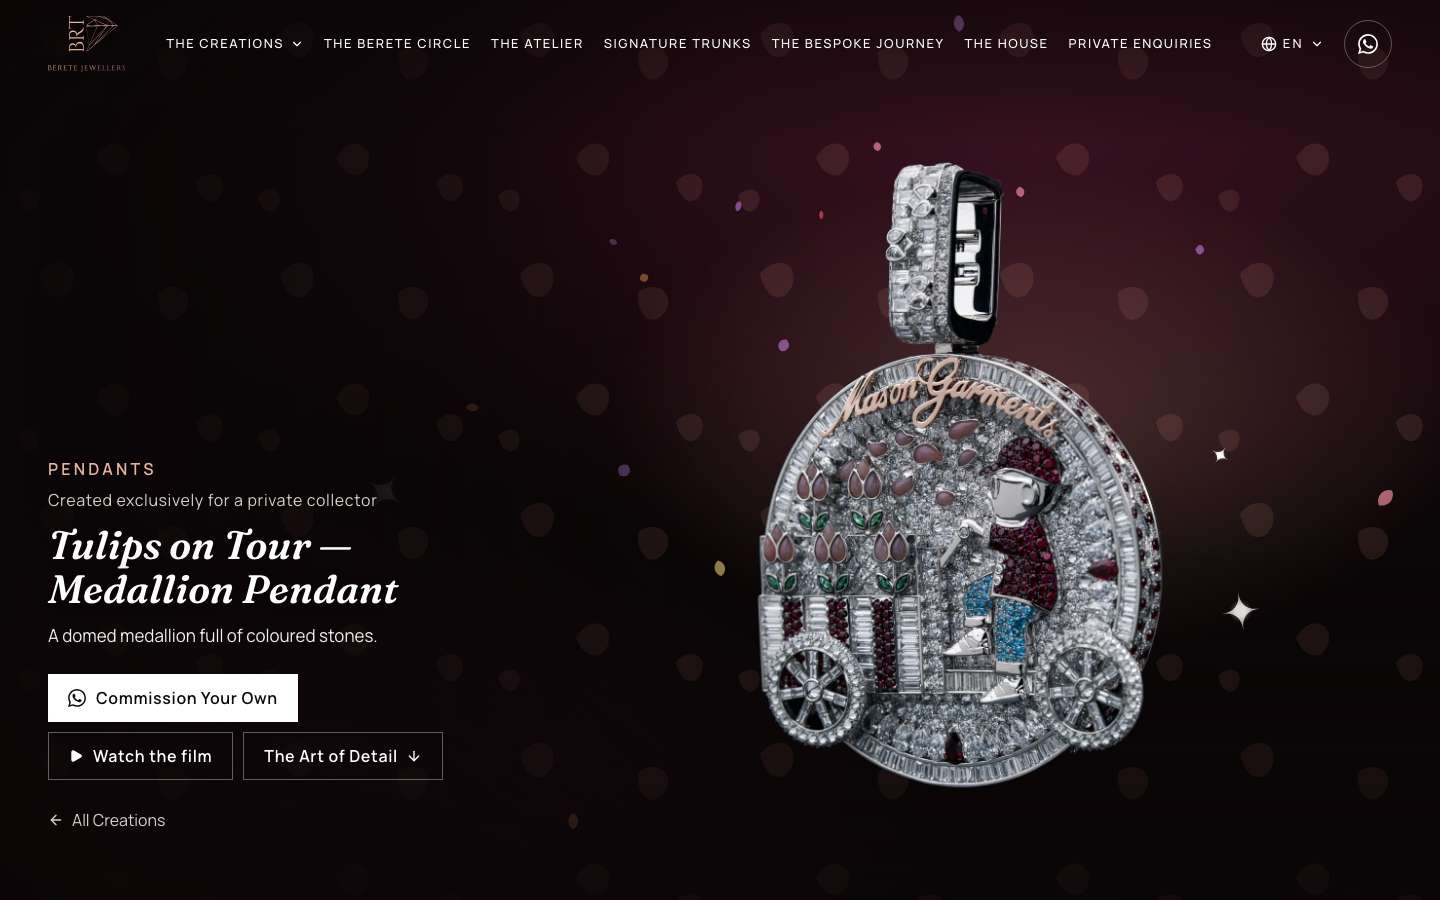 BRT
BERETE JEWELLERS
THE CREATIONS
THE BERETE CIRCLE
THE ATELIER
SIGNATURE TRUNKS
THE BESPOKE JOURNEY
THE HOUSE
PRIVATE ENQUIRIES
EN
Mason Garments
PENDANTS
Created exclusively for a private collector
Tulips on Tour —
Medallion Pendant
A domed medallion full of coloured stones.
Commission Your Own
Watch the film
The Art of Detail
All Creations